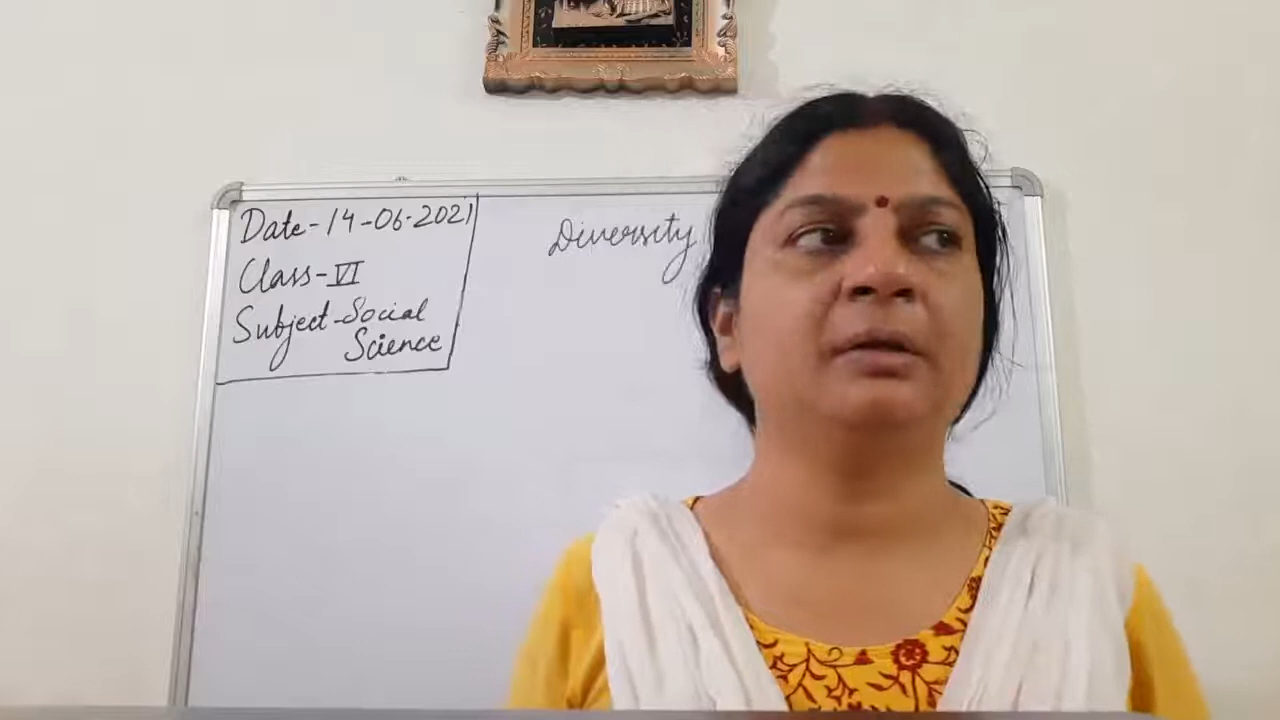 Date-14-06-2021
Class-VI
Subject-Social
Science
Diversity